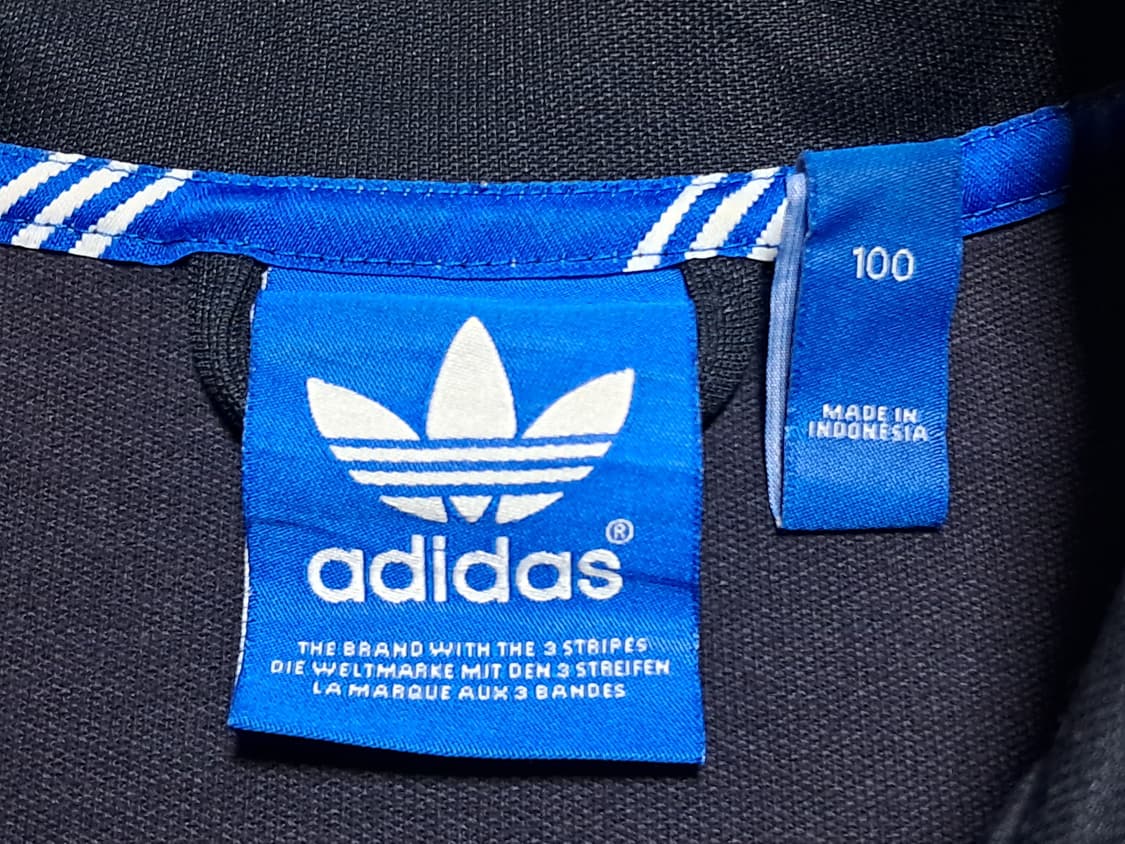 100
MADE IN
INDONESIA
adidas®
THE BRAND WITH THE 3 STRIPES
DIE WELTMARKE MIT DEN 3 STREIFEN
LA MARQUE AUX 3 BANDES